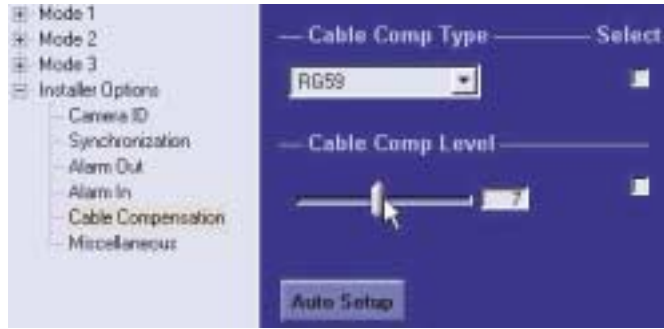 Mode 1
Mode 2
Mode 3
Installer Options
Camera ID
Synchronization
Alarm Out
Alarm In
Cable Compensation
Miscellaneous
Cable Comp Type Select
RG59
Cable Comp Level
7
Auto Setup